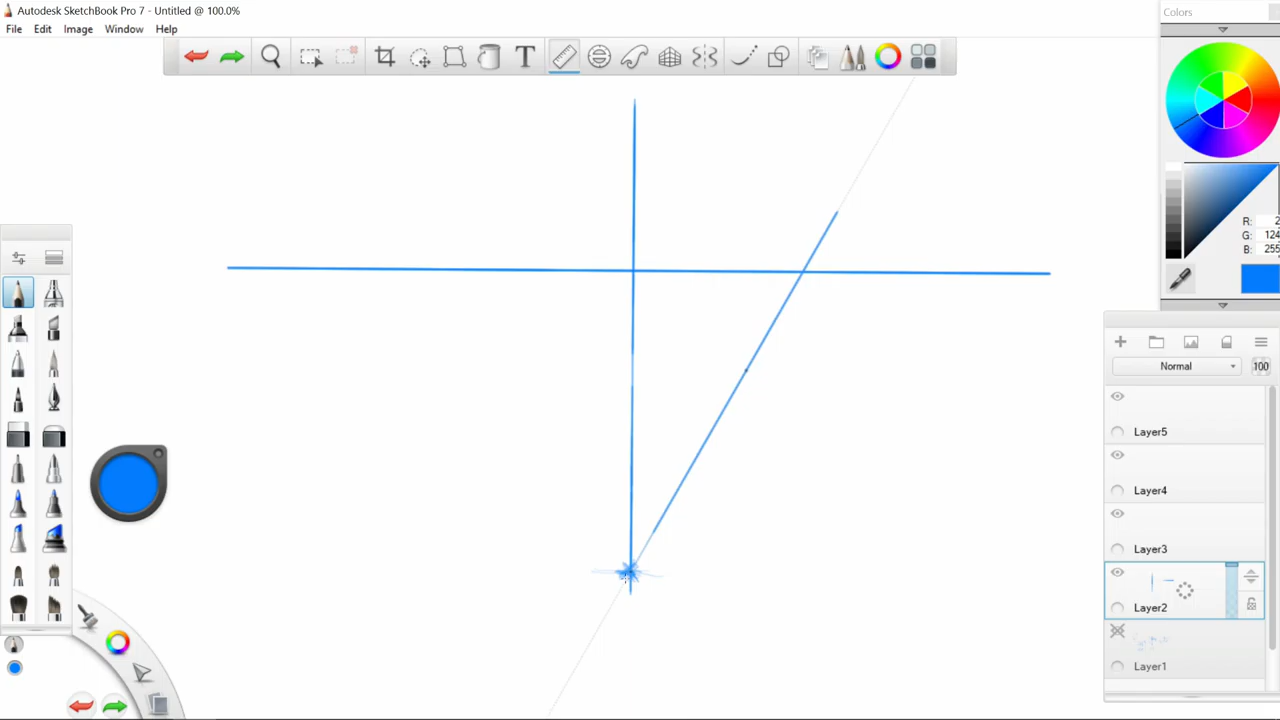 Autodesk SketchBook Pro 7 - Untitled @ 100.0%
Colors
File Edit Image Window Help
T
R: 2
G: 124
B: 255
Normal 100
Layer5
Layer4
Layer3
Layer2
Layer1